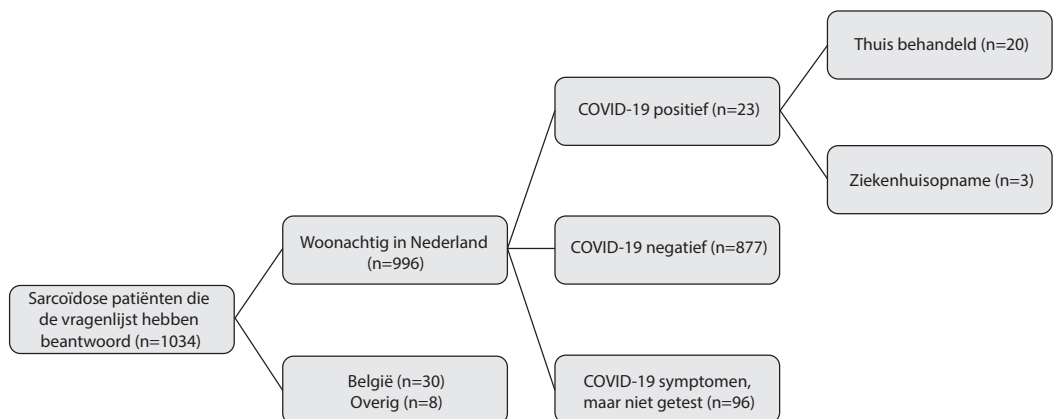 Sarcoïdose patiënten die
de vragenlijst hebben
beantwoord (n=1034)
Woonachtig in Nederland
(n=996)
België (n=30)
Overig (n=8)
COVID-19 positief (n=23)
COVID-19 negatief (n=877)
COVID-19 symptomen,
maar niet getest (n=96)
Thuis behandeld (n=20)
Ziekenhuisopname (n=3)